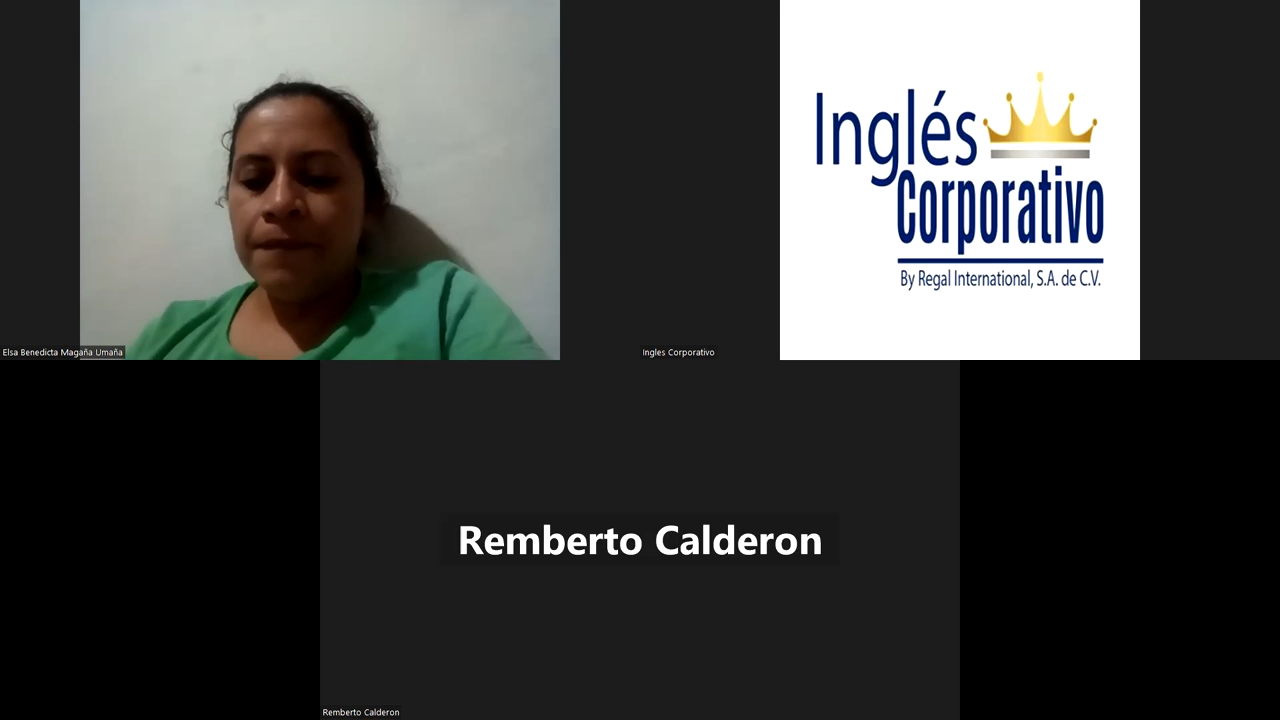 Inglés
Corporativo
By Regal International, S.A. de C.V.
Elsa Benedicta Magaña Umaña
Ingles Corporativo
Remberto Calderon
Remberto Calderon